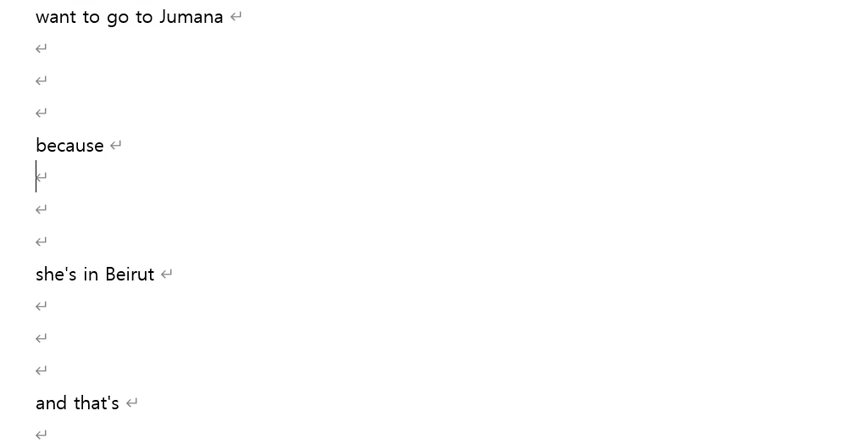 want to go to Jumana
because
she's in Beirut
and that's